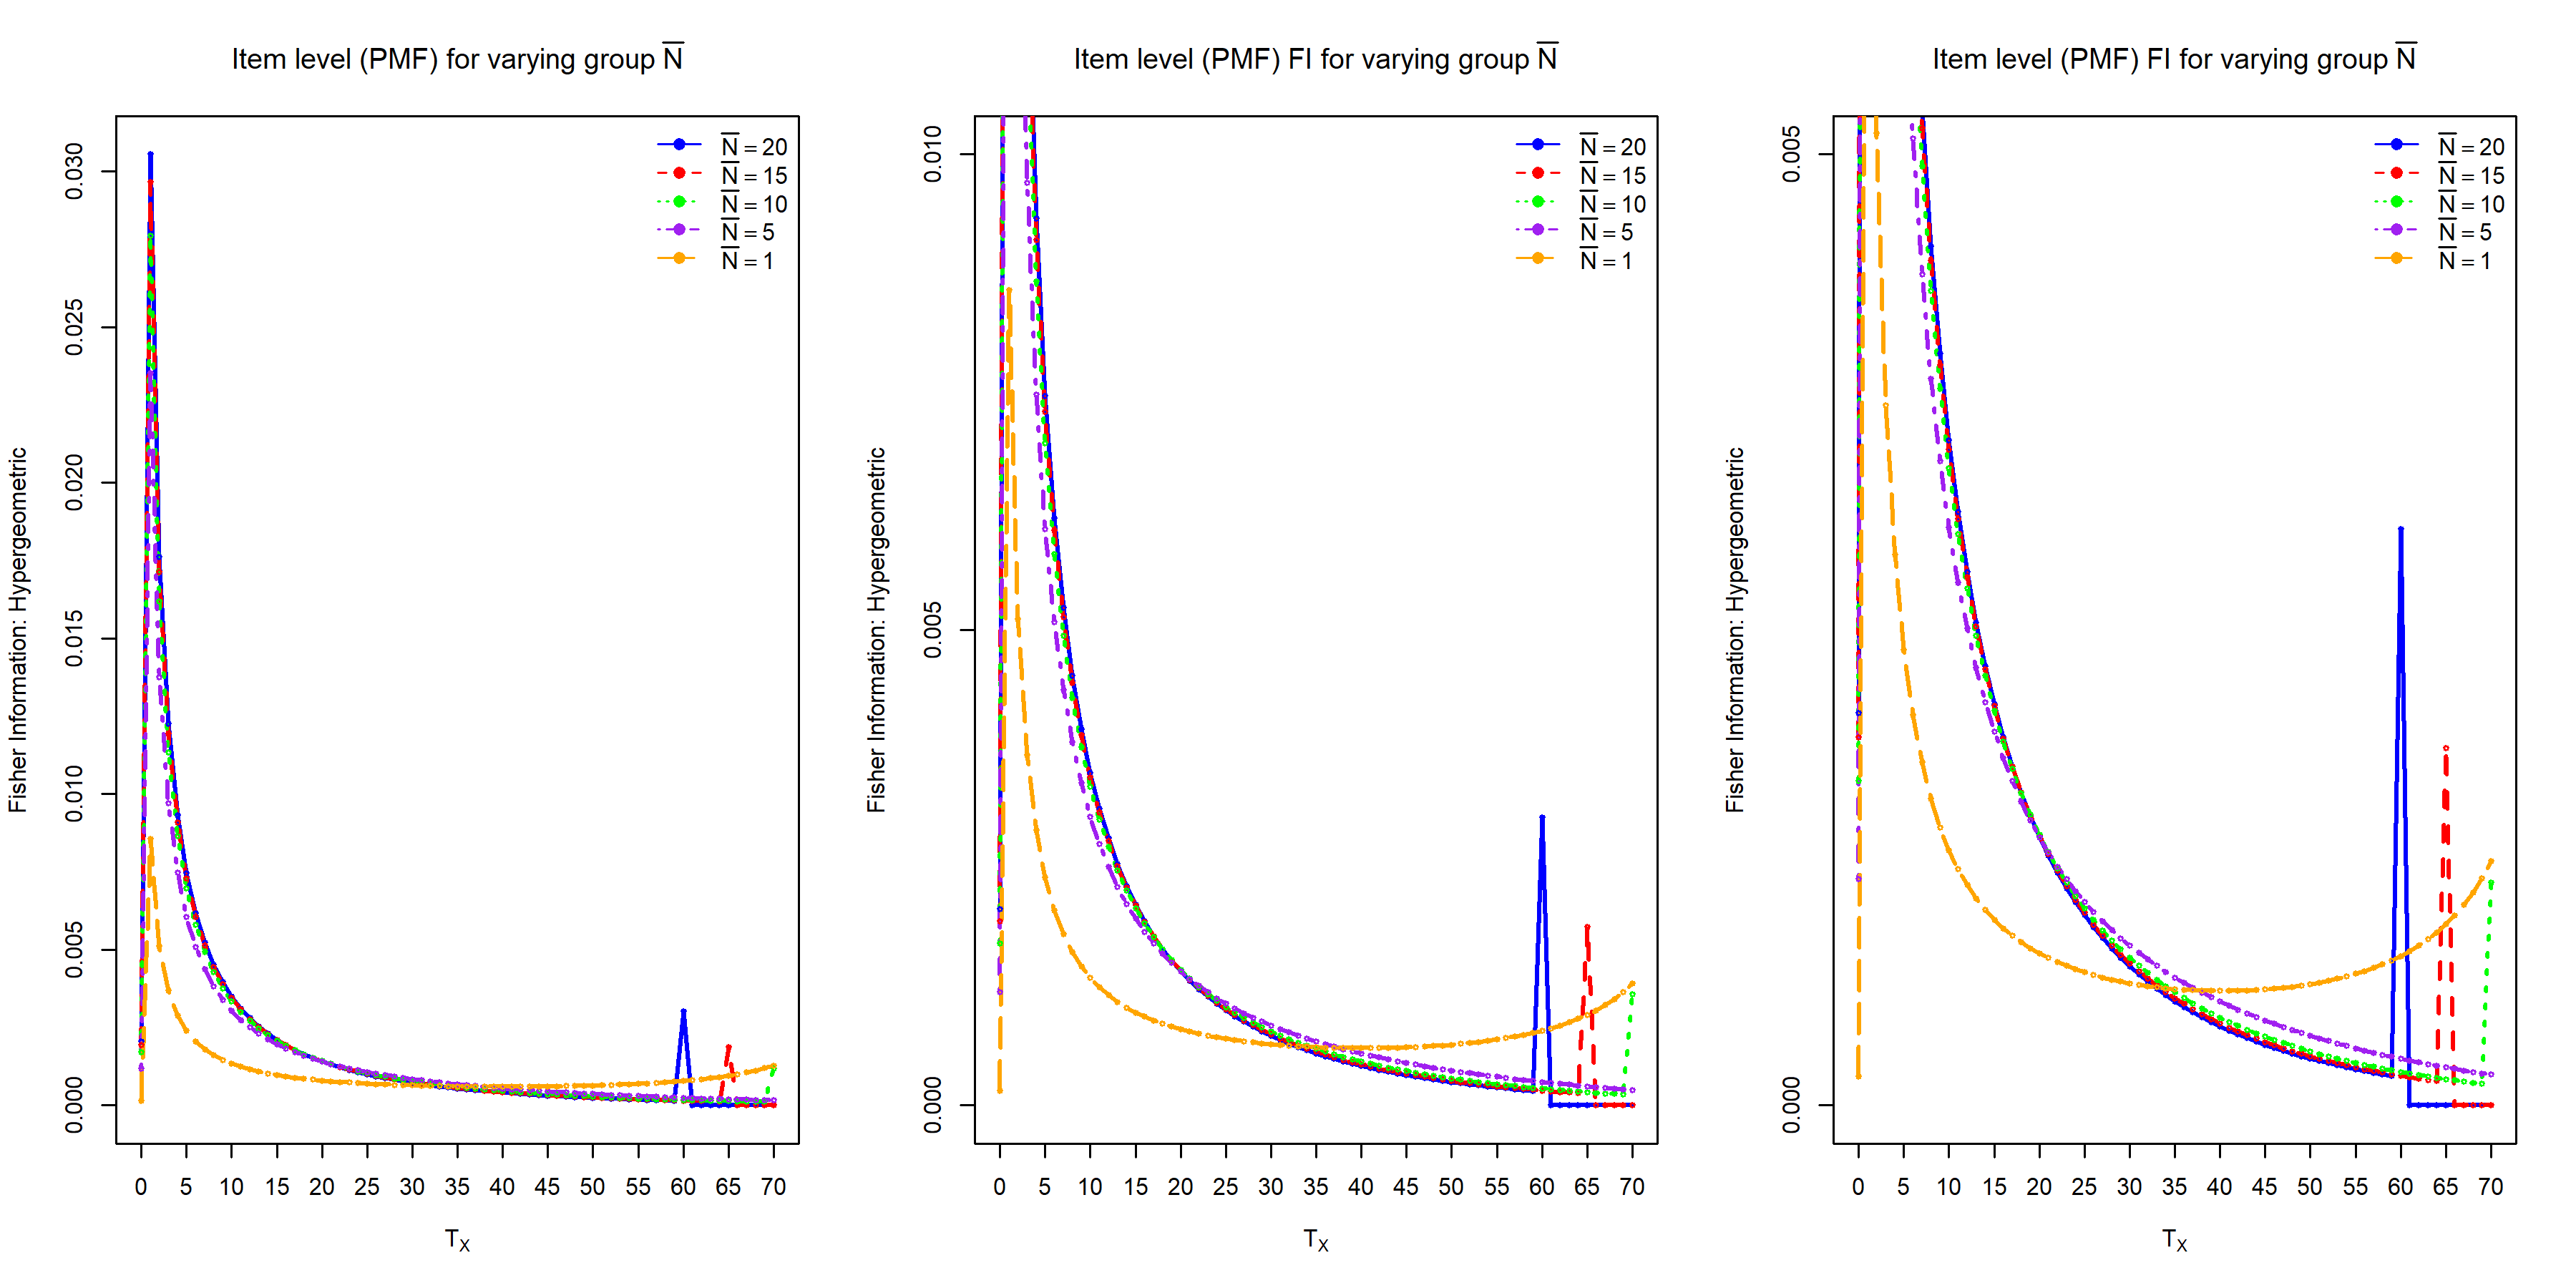 Item level (PMF) for varying group N̅
Fisher Information: Hypergeometric
0.030
0.025
0.020
0.015
0.010
0.005
0.000
N̅ = 20
N̅ = 15
N̅ = 10
N̅ = 5
N̅ = 1
0 5 10 15 20 25 30 35 40 45 50 55 60 65 70
T_X
Item level (PMF) FI for varying group N̅
Fisher Information: Hypergeometric
0.010
0.005
0.000
N̅ = 20
N̅ = 15
N̅ = 10
N̅ = 5
N̅ = 1
0 5 10 15 20 25 30 35 40 45 50 55 60 65 70
T_X
Item level (PMF) FI for varying group N̅
Fisher Information: Hypergeometric
0.005
0.000
N̅ = 20
N̅ = 15
N̅ = 10
N̅ = 5
N̅ = 1
0 5 10 15 20 25 30 35 40 45 50 55 60 65 70
T_X